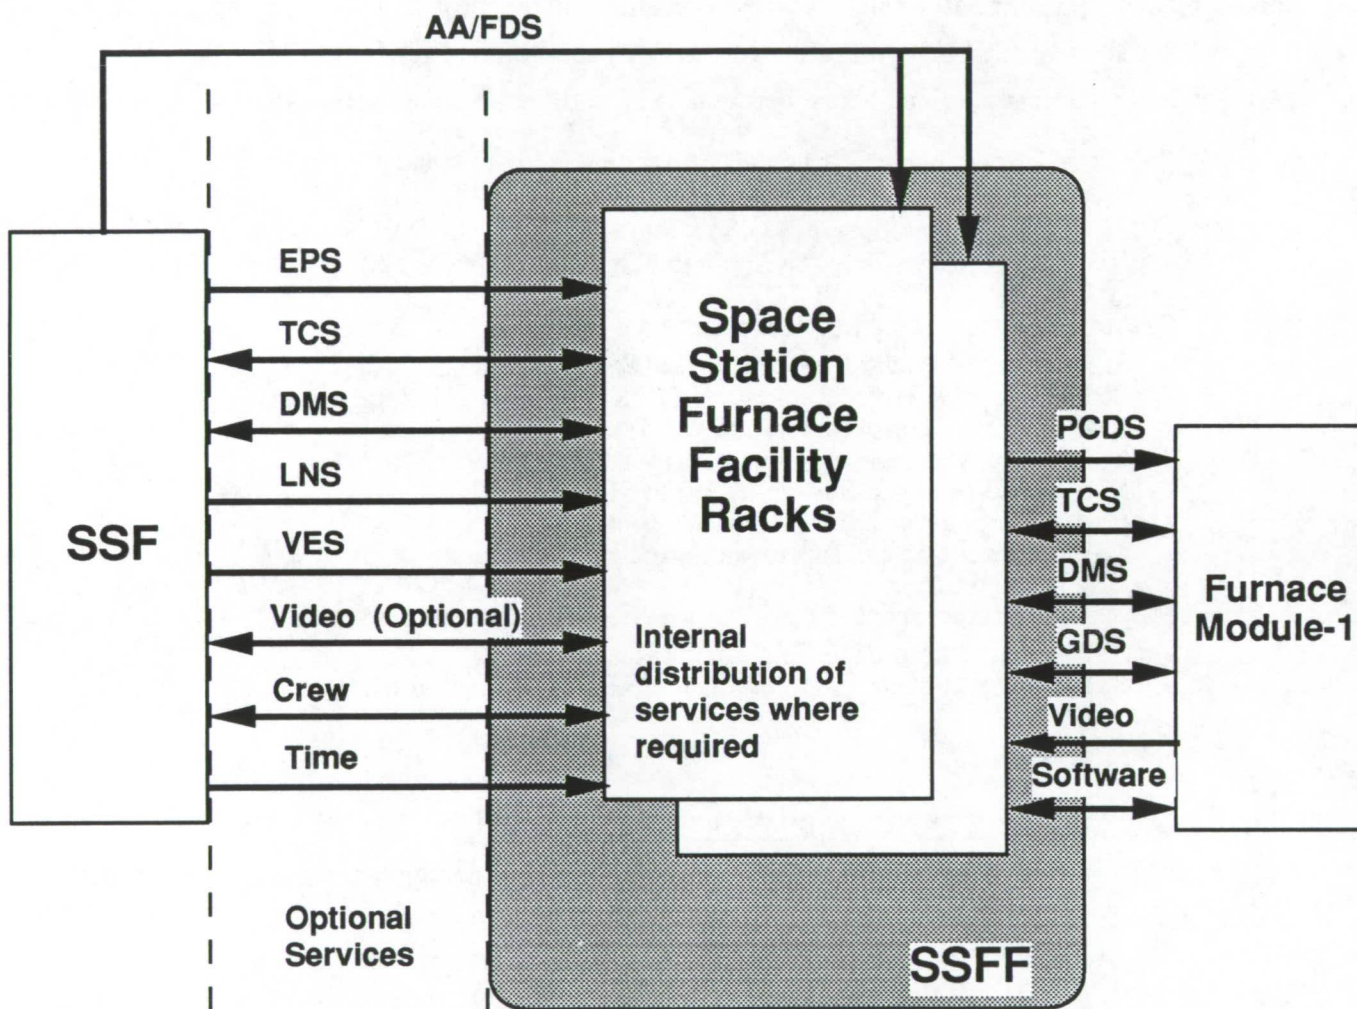 AA/FDS
SSF
EPS
TCS
DMS
LNS
VES
Video (Optional)
Crew
Time
Optional
Services
Space
Station
Furnace
Facility
Racks
Internal
distribution of
services where
required
SSFF
PCDS
TCS
DMS
GDS
Video
Software
Furnace
Module-1